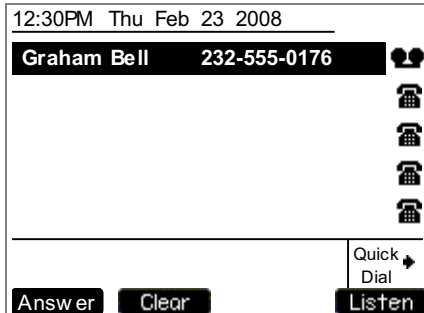 12:30PM Thu Feb 23 2008
Graham Bell 232-555-0176
Quick
Dial
Answer Clear Listen